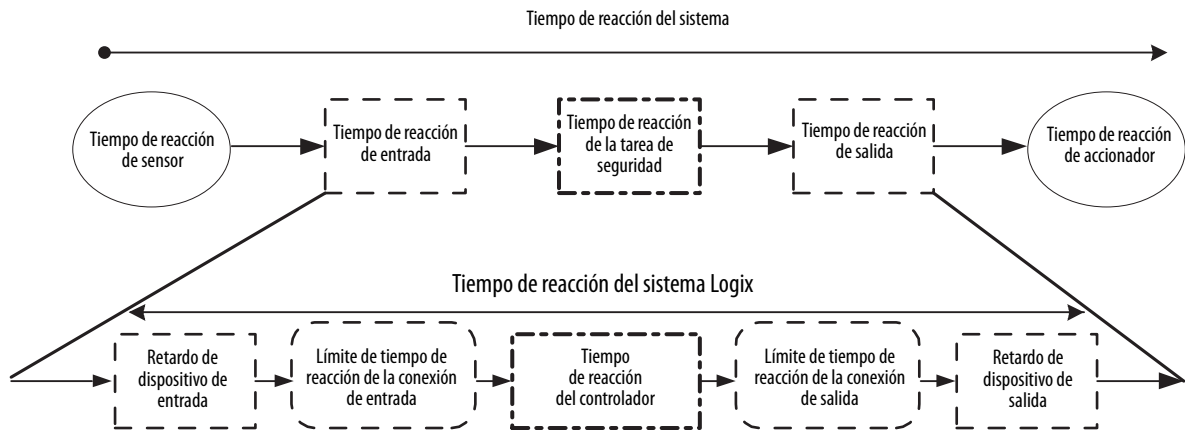 Tiempo de reacción del sistema
Tiempo de reacción
de sensor
Tiempo de reacción
de entrada
Tiempo de reacción
de la tarea de
seguridad
Tiempo de reacción
de salida
Tiempo de reacción
de accionador
Tiempo de reacción del sistema Logix
Retardo de
dispositivo de
entrada
Límite de tiempo de
reacción de la conexión
de entrada
Tiempo
de reacción
del controlador
Límite de tiempo de
reacción de la conexión
de salida
Retardo de
dispositivo de
salida